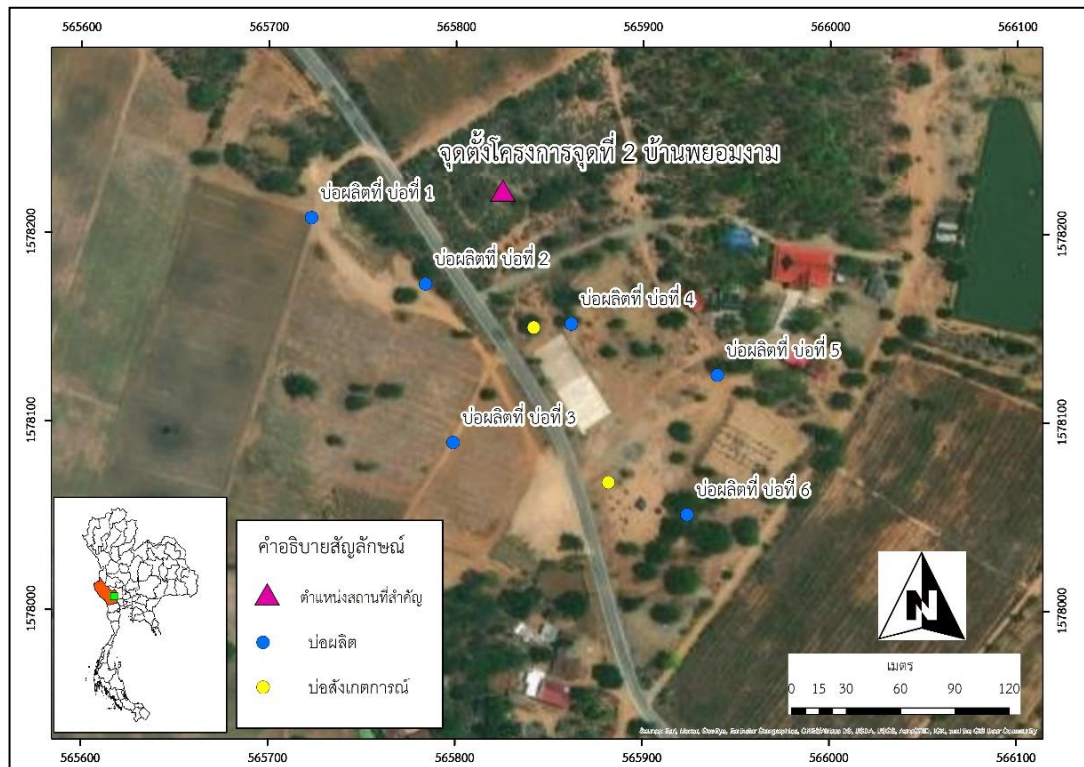 565600 565700 565800 565900 566000 566100
จุดตั้งโครงการจุดที่ 2 บ้านพยอมงาม
บ่อผลิตที่ บ่อที่ 1
1578200 1578200
บ่อผลิตที่ บ่อที่ 2
บ่อผลิตที่ บ่อที่ 4
บ่อผลิตที่ บ่อที่ 5
บ่อผลิตที่ บ่อที่ 3
1578100 1578100
บ่อผลิตที่ บ่อที่ 6
คำอธิบายสัญลักษณ์
ตำแหน่งสถานที่สำคัญ
บ่อผลิต
บ่อสังเกตการณ์
1578000 1578000
N
เมตร
0 15 30 60 90 120
565600 565700 565800 565900 566000 566100